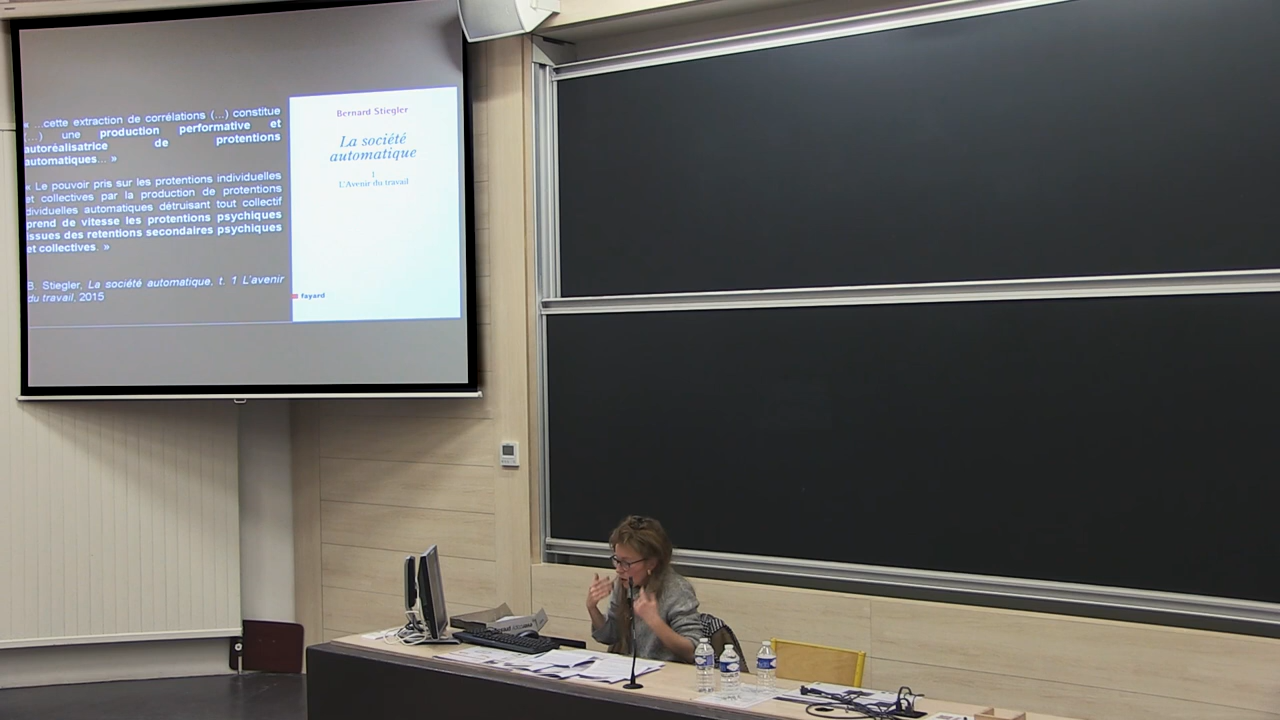 « ...cette extraction de corrélations (...) constitue
(...) une production performative et
autoréalisatrice de protentions
automatiques... »
« Le pouvoir pris sur les protentions individuelles
et collectives par la production de protentions
dividuelles automatiques détruisant tout collectif
prend de vitesse les protentions psychiques
issues des retentions secondaires psychiques
et collectives. »
B. Stiegler, La société automatique, t. 1 L'avenir
du travail, 2015
Bernard Stiegler
La société
automatique
1
L'Avenir du travail
fayard